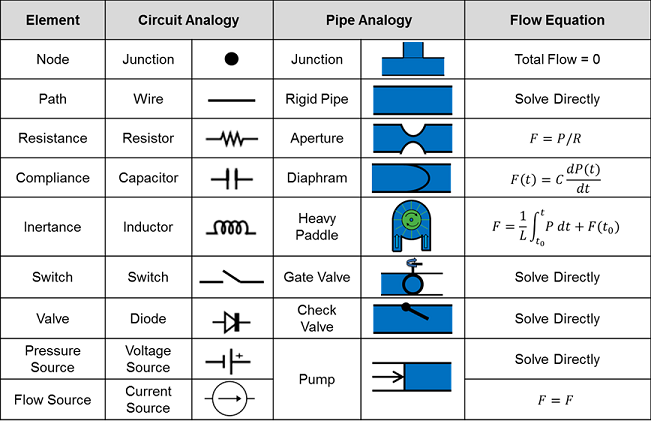 Element Circuit Analogy Pipe Analogy Flow Equation
Node Junction Junction Total Flow = 0
Path Wire Rigid Pipe Solve Directly
Resistance Resistor Aperture F = P/R
Compliance Capacitor Diaphram F(t) = C dP(t)/dt
Inertance Inductor Heavy Paddle F = 1/L ∫_{t_0}^{t} P dt + F(t_0)
Switch Switch Gate Valve Solve Directly
Valve Diode Check Valve Solve Directly
Pressure Source Voltage Source + Pump Solve Directly
Flow Source Current Source F = F